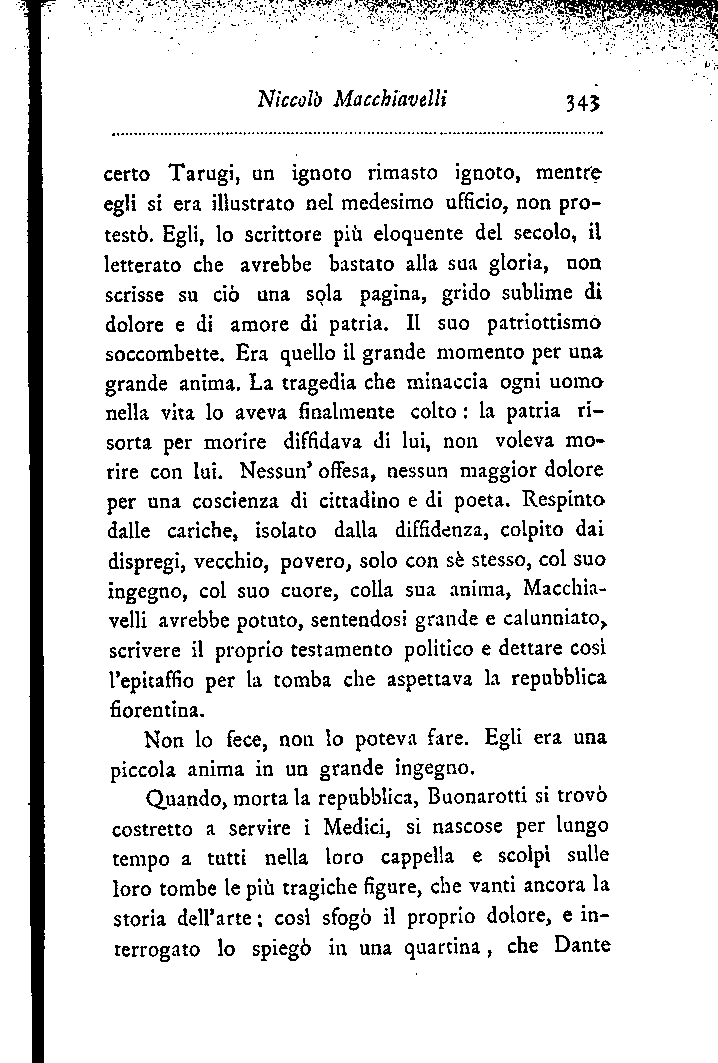 Niccolò Macchiavelli 343
certo Tarugi, un ignoto rimasto ignoto, mentre
egli si era illustrato nel medesimo ufficio, non pro-
testò. Egli, lo scrittore più eloquente del secolo, il
letterato che avrebbe bastato alla sua gloria, non
scrisse su ciò una sola pagina, grido sublime di
dolore e di amore di patria. Il suo patriottismo
soccombette. Era quello il grande momento per una
grande anima. La tragedia che minaccia ogni uomo
nella vita lo aveva finalmente colto : la patria ri-
sorta per morire diffidava di lui, non voleva mo-
rire con lui. Nessun' offesa, nessun maggior dolore
per una coscienza di cittadino e di poeta. Respinto
dalle cariche, isolato dalla diffidenza, colpito dai
dispregi, vecchio, povero, solo con sè stesso, col suo
ingegno, col suo cuore, colla sua anima, Macchia-
velli avrebbe potuto, sentendosi grande e calunniato,
scrivere il proprio testamento politico e dettare così
l'epitaffio per la tomba che aspettava la repubblica
fiorentina.
Non lo fece, non lo poteva fare. Egli era una
piccola anima in un grande ingegno.
Quando, morta la repubblica, Buonarotti si trovò
costretto a servire i Medici, si nascose per lungo
tempo a tutti nella loro cappella e scolpì sulle
loro tombe le più tragiche figure, che vanti ancora la
storia dell'arte ; così sfogò il proprio dolore, e in-
terrogato lo spiegò in una quartina , che Dante